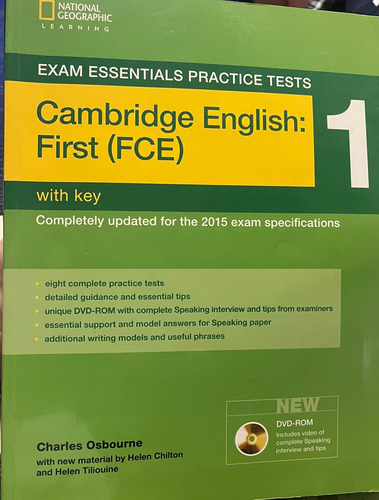 NATIONAL
GEOGRAPHIC
LEARNING
EXAM ESSENTIALS PRACTICE TESTS
Cambridge English:
First (FCE)
1
with key
Completely updated for the 2015 exam specifications
• eight complete practice tests
• detailed guidance and essential tips
• unique DVD-ROM with complete Speaking interview and tips from examiners
• essential support and model answers for Speaking paper
• additional writing models and useful phrases
NEW
DVD-ROM
Includes video of
complete Speaking
interview and tips
Charles Osbourne
with new material by Helen Chilton
and Helen Tiliouine